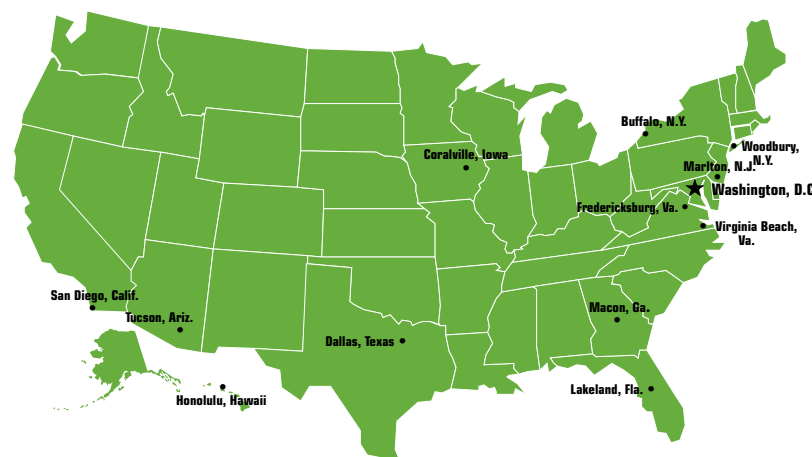 Buffalo, N.Y.
Woodbury,
N.Y.
Coralville, Iowa
Marlton, N.J.
Washington, D.C
Fredericksburg, Va.
Virginia Beach,
Va.
San Diego, Calif.
Tucson, Ariz.
Macon, Ga.
Dallas, Texas
Lakeland, Fla.
Honolulu, Hawaii